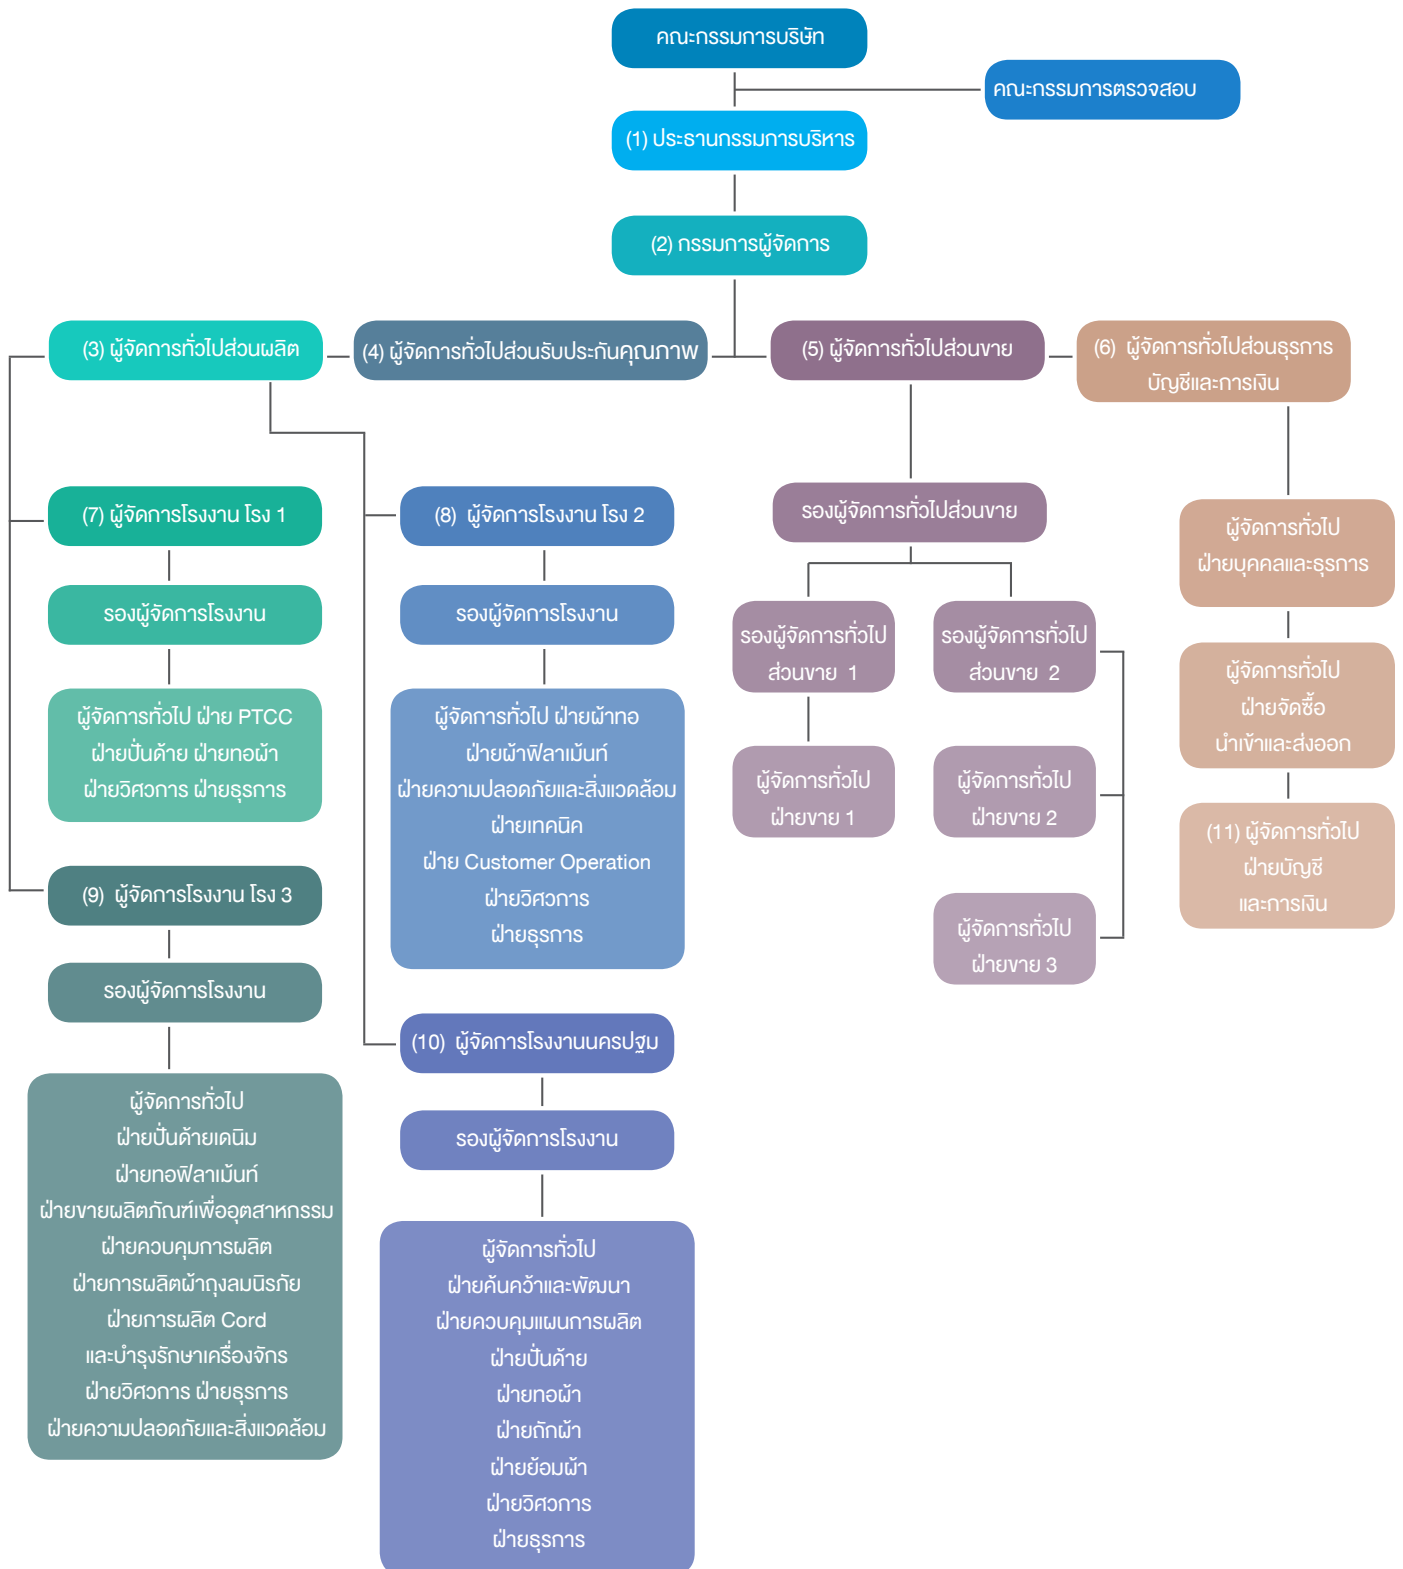 คณะกรรมการบริษัท
คณะกรรมการตรวจสอบ
(1) ประธานกรรมการบริหาร
(2) กรรมการผู้จัดการ
(3) ผู้จัดการทั่วไปส่วนผลิต
(4) ผู้จัดการทั่วไปส่วนรับประกันคุณภาพ
(5) ผู้จัดการทั่วไปส่วนขาย
(6) ผู้จัดการทั่วไปส่วนธุรการ
บัญชีและการเงิน
(7) ผู้จัดการโรงงาน โรง 1
รองผู้จัดการโรงงาน
ผู้จัดการทั่วไป ฝ่าย PTCC
ฝ่ายปั่นด้าย ฝ่ายทอผ้า
ฝ่ายวิศวการ ฝ่ายธุรการ
(8) ผู้จัดการโรงงาน โรง 2
รองผู้จัดการโรงงาน
ผู้จัดการทั่วไป ฝ่ายผ้าทอ
ฝ่ายผ้าฟิลาเม้นท์
ฝ่ายความปลอดภัยและสิ่งแวดล้อม
ฝ่ายเทคนิค
ฝ่าย Customer Operation
ฝ่ายวิศวการ
ฝ่ายธุรการ
รองผู้จัดการทั่วไปส่วนขาย
รองผู้จัดการทั่วไป
ส่วนขาย 1
ผู้จัดการทั่วไป
ฝ่ายขาย 1
รองผู้จัดการทั่วไป
ส่วนขาย 2
ผู้จัดการทั่วไป
ฝ่ายขาย 2
ผู้จัดการทั่วไป
ฝ่ายขาย 3
ผู้จัดการทั่วไป
ฝ่ายบุคคลและธุรการ
ผู้จัดการทั่วไป
ฝ่ายจัดซื้อ
นำเข้าและส่งออก
(11) ผู้จัดการทั่วไป
ฝ่ายบัญชี
และการเงิน
(9) ผู้จัดการโรงงาน โรง 3
รองผู้จัดการโรงงาน
ผู้จัดการทั่วไป
ฝ่ายปั่นด้ายเดนิม
ฝ่ายทอฟิลาเม้นท์
ฝ่ายขายผลิตภัณฑ์เพื่ออุตสาหกรรม
ฝ่ายควบคุมการผลิต
ฝ่ายการผลิตผ้าถุงลมนิรภัย
ฝ่ายการผลิต Cord
และบำรุงรักษาเครื่องจักร
ฝ่ายวิศวการ ฝ่ายธุรการ
ฝ่ายความปลอดภัยและสิ่งแวดล้อม
(10) ผู้จัดการโรงงานนครปฐม
รองผู้จัดการโรงงาน
ผู้จัดการทั่วไป
ฝ่ายค้นคว้าและพัฒนา
ฝ่ายควบคุมแผนการผลิต
ฝ่ายปั่นด้าย
ฝ่ายทอผ้า
ฝ่ายถักผ้า
ฝ่ายย้อมผ้า
ฝ่ายวิศวการ
ฝ่ายธุรการ